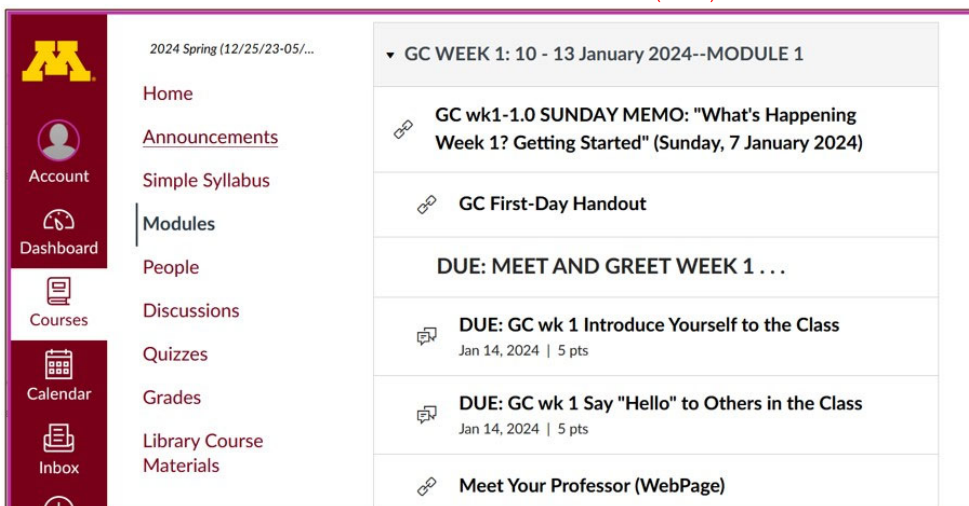 2024 Spring (12/25/23-05/...
Home
Announcements
Simple Syllabus
Modules
People
Discussions
Quizzes
Grades
Library Course
Materials
Account
Dashboard
Courses
Calendar
Inbox
GC WEEK 1: 10 - 13 January 2024--MODULE 1
GC wk1-1.0 SUNDAY MEMO: "What's Happening
Week 1? Getting Started" (Sunday, 7 January 2024)
GC First-Day Handout
DUE: MEET AND GREET WEEK 1 . . .
DUE: GC wk 1 Introduce Yourself to the Class
Jan 14, 2024 | 5 pts
DUE: GC wk 1 Say "Hello" to Others in the Class
Jan 14, 2024 | 5 pts
Meet Your Professor (WebPage)